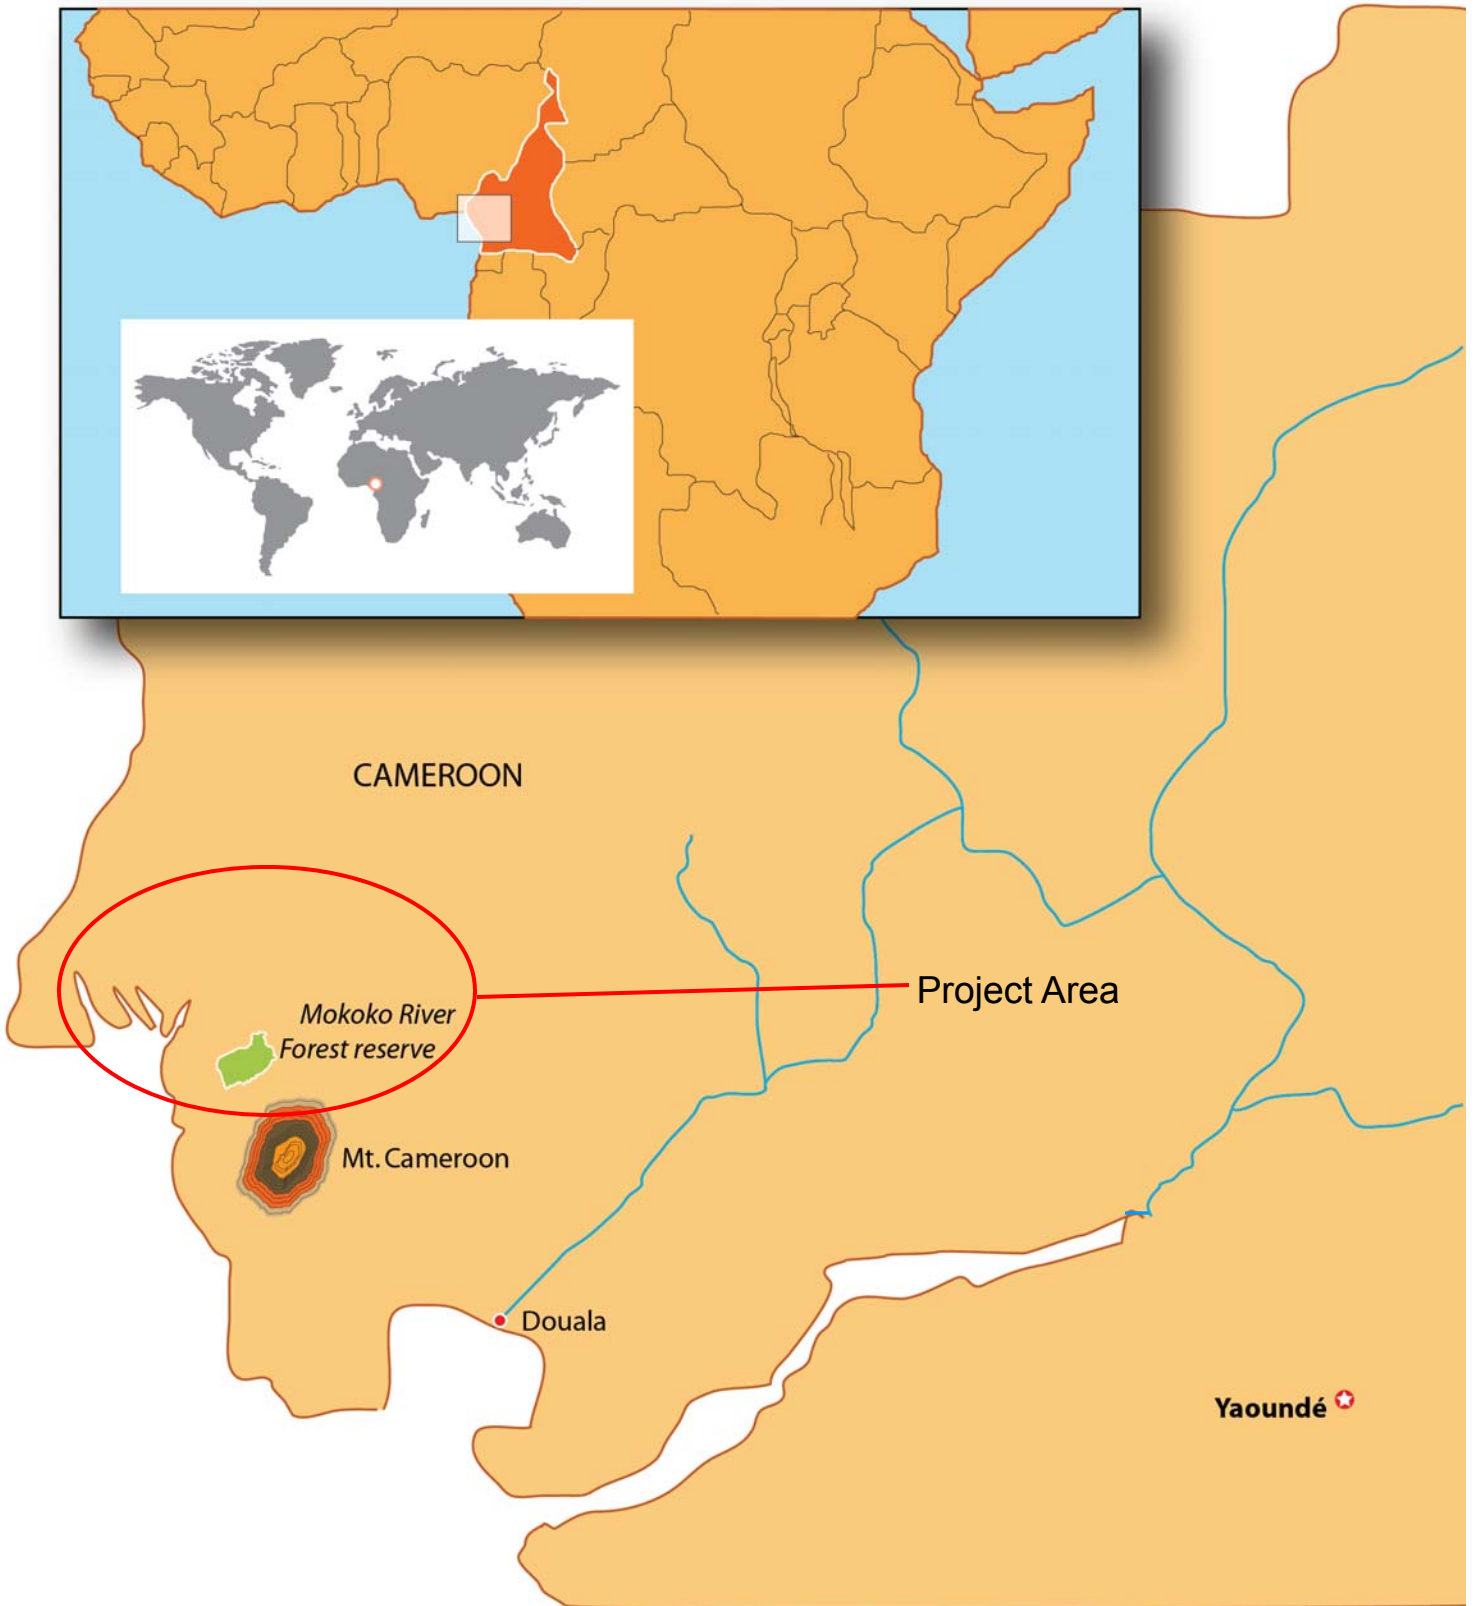 CAMEROON
Project Area
Mokoko River
Forest reserve
Mt. Cameroon
Douala
Yaoundé